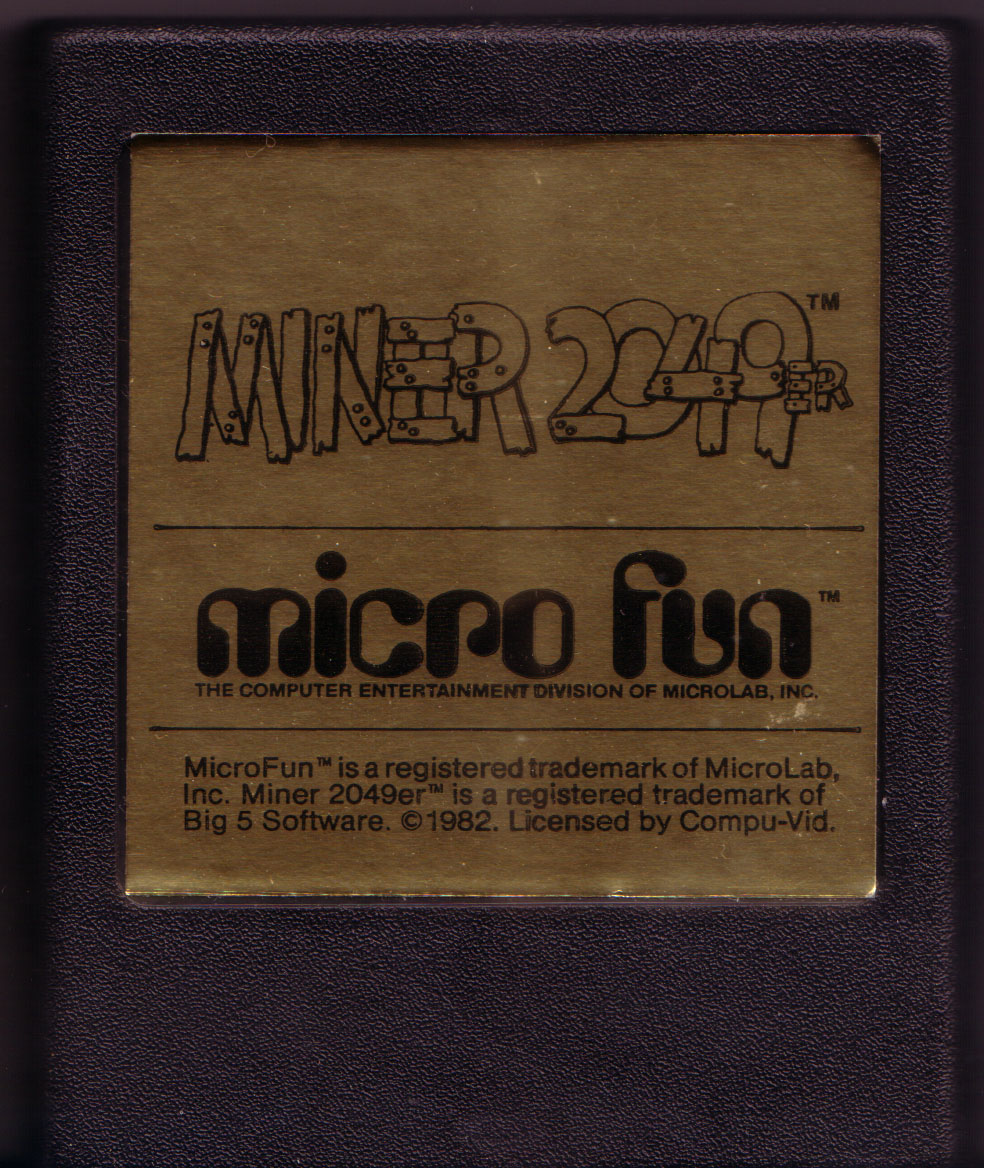 MINER 2049ER™
micro fun™
THE COMPUTER ENTERTAINMENT DIVISION OF MICROLAB, INC.
MicroFun™ is a registered trademark of MicroLab,
Inc. Miner 2049er™ is a registered trademark of
Big 5 Software. ©1982. Licensed by Compu-Vid.